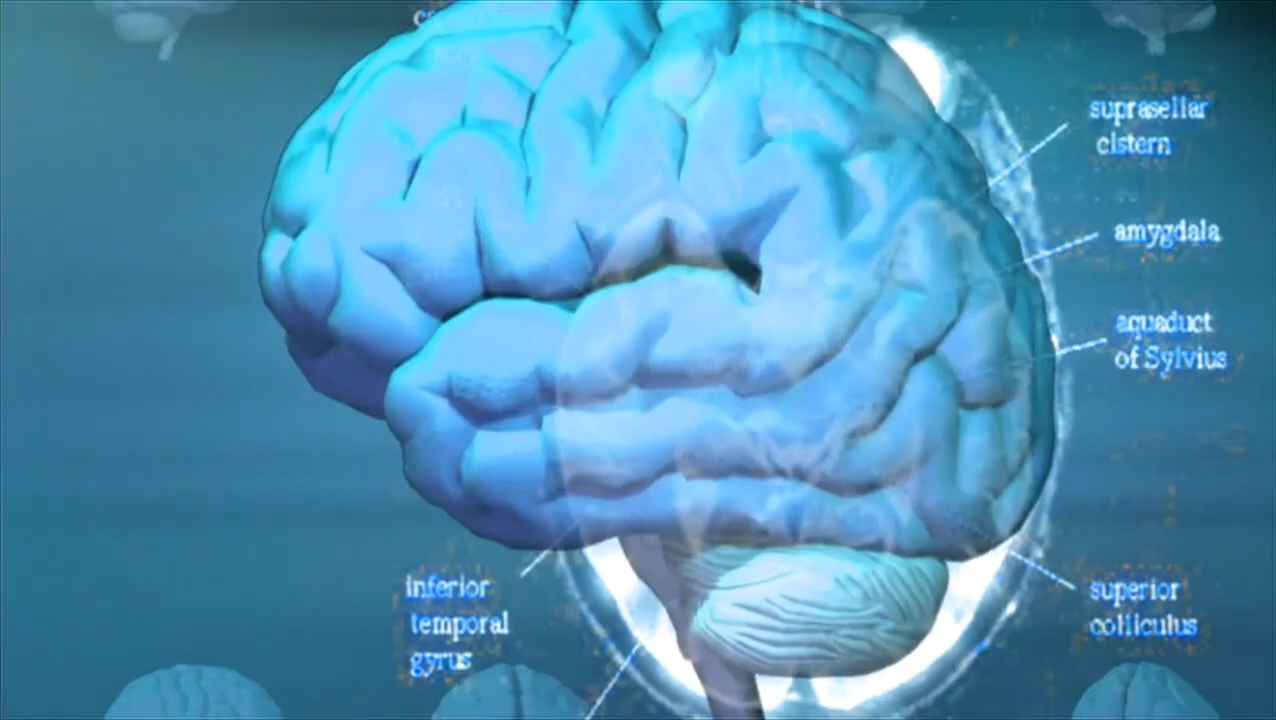 suprasellar
cistern
amygdala
aquaduct
of Sylvius
inferior
temporal
gyrus
superior
colliculus